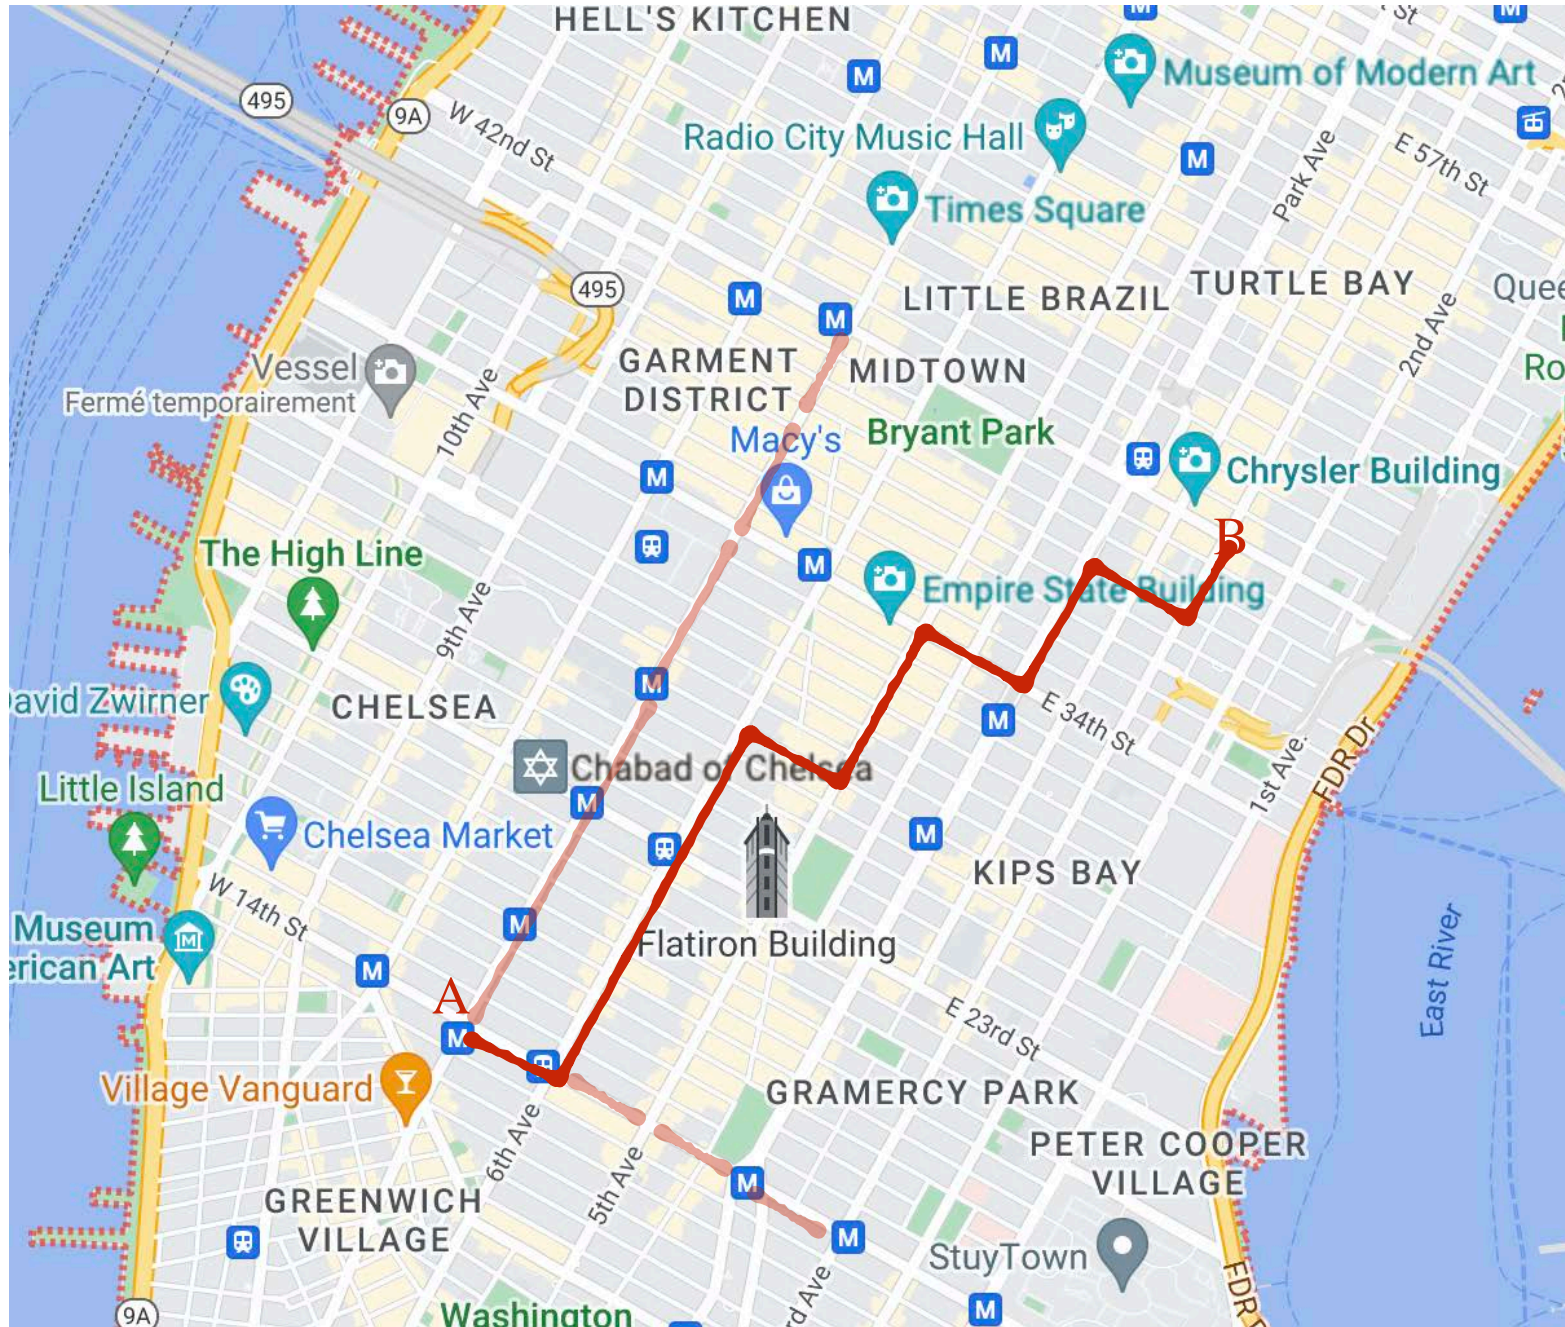 HELL'S KITCHEN
St
M
M
M
Museum of Modern Art
495
9A
W 42nd St
Radio City Music Hall
M
E 57th St
Park Ave
Times Square
495
M
M
LITTLE BRAZIL
TURTLE BAY
Quee
2nd Ave
Vessel
Fermé temporairement
GARMENT
DISTRICT
MIDTOWN
Ro
10th Ave
Macy's
Bryant Park
M
Chrysler Building
B
The High Line
M
Empire State Building
9th Ave
David Zwirner
CHELSEA
M
M
E 34th St
Chabad of Chelsea
FDR Dr
1st Ave.
Little Island
M
Chelsea Market
M
KIPS BAY
W 14th St
Museum
erican Art
M
M
Flatiron Building
East River
A
M
E 23rd St
Village Vanguard
6th Ave
GRAMERCY PARK
PETER COOPER
VILLAGE
5th Ave
M
GREENWICH
VILLAGE
M
StuyTown
rd Ave
FDR
9A
Washington
M